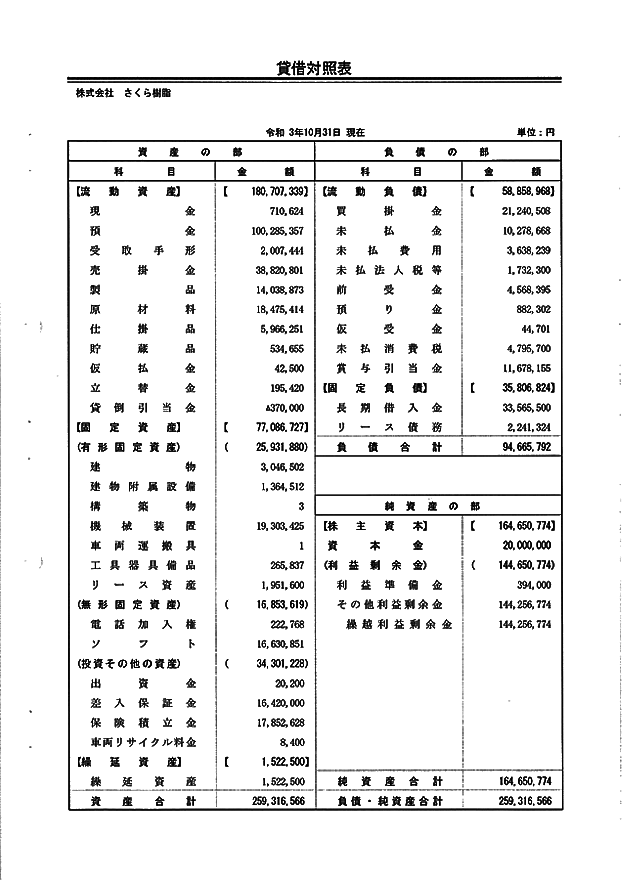 貸借対照表
株式会社 さくら樹脂
令和 3年10月31日 現在 単位：円
資産の部 負債の部
科目 金額 科目 金額
【流動資産】 【 180,707,339】 【流動負債】 【 58,858,968】
現金 710,624 買掛金 21,240,508
預金 100,285,357 未払金 10,278,668
受取手形 2,007,444 未払費用 3,638,239
売掛金 38,820,801 未払法人税等 1,732,300
製品 14,038,873 前受金 4,568,395
原材料 18,475,414 預り金 882,302
仕掛品 5,966,251 仮受金 44,701
貯蔵品 534,655 未払消費税 4,795,700
仮払金 42,500 賞与引当金 11,678,155
立替金 195,420 【固定負債】 【 35,806,824】
貸倒引当金 ▲370,000 長期借入金 33,565,500
【固定資産】 【 77,086,727】 リース債務 2,241,324
(有形固定資産) ( 25,931,880) 負債合計 94,665,792
建物 3,046,502
建物附属設備 1,364,512
構築物 3 純資産の部
機械装置 19,303,425 【株主資本】 【 164,650,774】
車両運搬具 1 資本金 20,000,000
工具器具備品 265,837 (利益剰余金) ( 144,650,774)
リース資産 1,951,600 利益準備金 394,000
(無形固定資産) ( 16,853,619) その他利益剰余金 144,256,774
電話加入権 222,768 繰越利益剰余金 144,256,774
ソフト 16,630,851
(投資その他の資産) ( 34,301,228)
出資金 20,200
差入保証金 16,420,000
保険積立金 17,852,628
車両リサイクル料金 8,400
【繰延資産】 【 1,522,500】
繰延資産 1,522,500 純資産合計 164,650,774
資産合計 259,316,566 負債・純資産合計 259,316,566